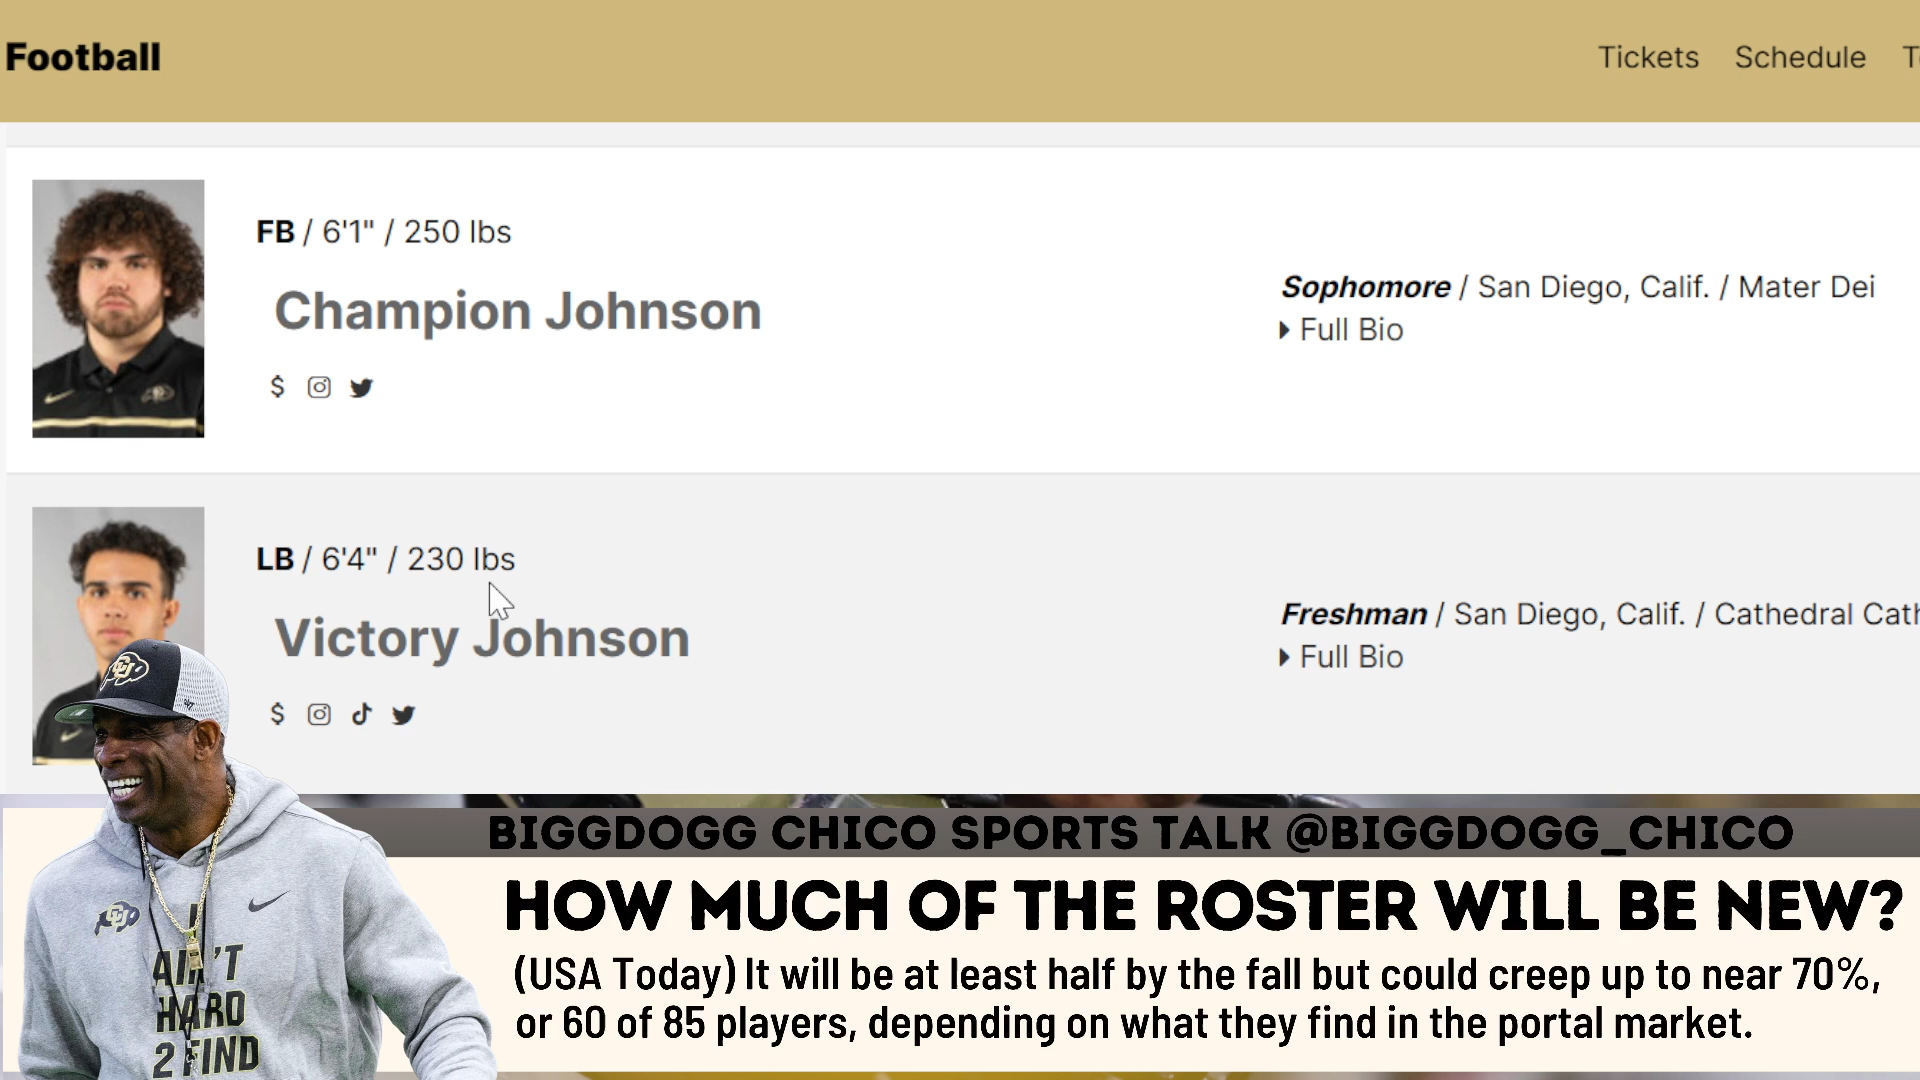 Football
Tickets Schedule
FB / 6'1" / 250 lbs
Champion Johnson
$
Sophomore / San Diego, Calif. / Mater Dei
Full Bio
LB / 6'4" / 230 lbs
Victory Johnson
$
Freshman / San Diego, Calif. / Cathedral
Full Bio
CU
'47
CU
I
AIN'T
HARD
2 FIND
BIGGDOGG CHICO SPORTS TALK @BIGGDOGG_CHICO
HOW MUCH OF THE ROSTER WILL BE NEW?
(USA Today) It will be at least half by the fall but could creep up to near 70%,
or 60 of 85 players, depending on what they find in the portal market.